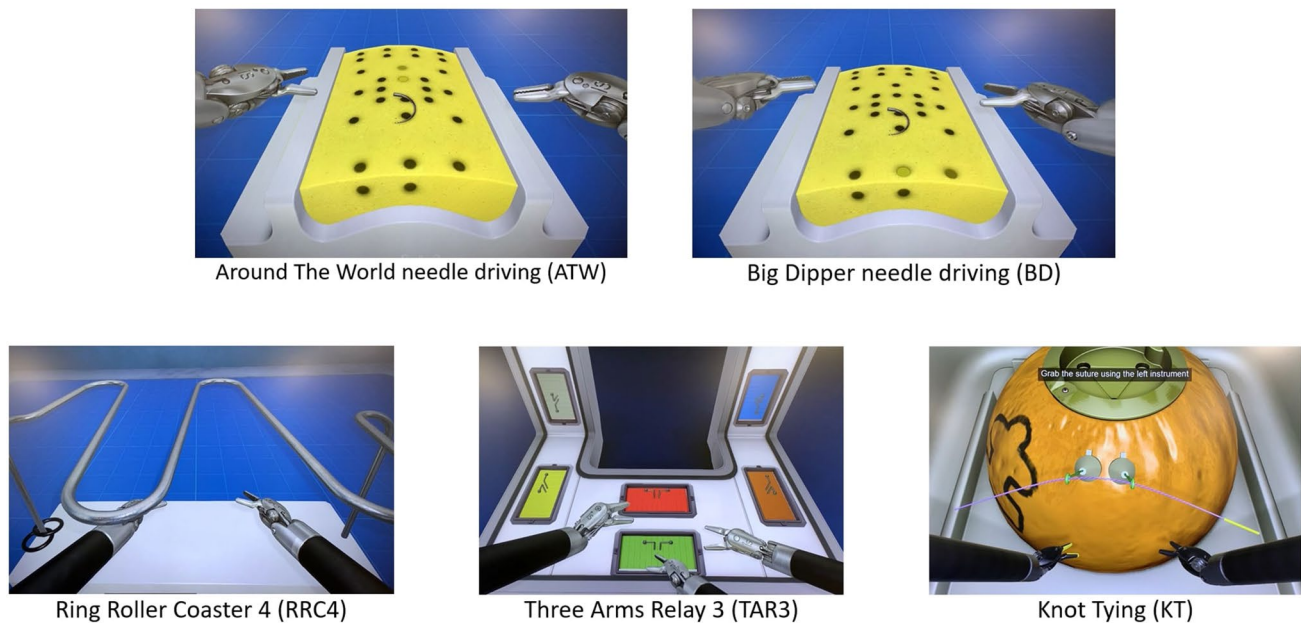 Around The World needle driving (ATW)
Big Dipper needle driving (BD)
Grab the suture using the left instrument
Ring Roller Coaster 4 (RRC4)
Three Arms Relay 3 (TAR3)
Knot Tying (KT)